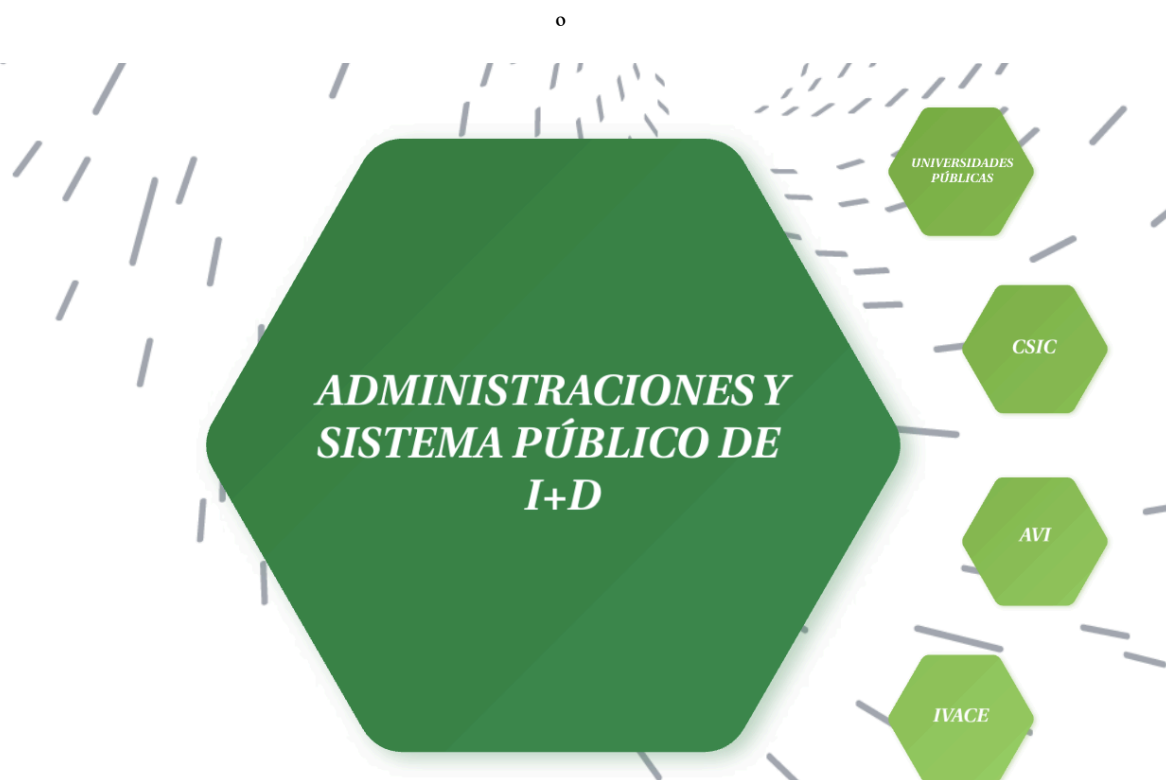 o
ADMINISTRACIONES Y
SISTEMA PÚBLICO DE
I+D
UNIVERSIDADES
PÚBLICAS
CSIC
AVI
IVACE